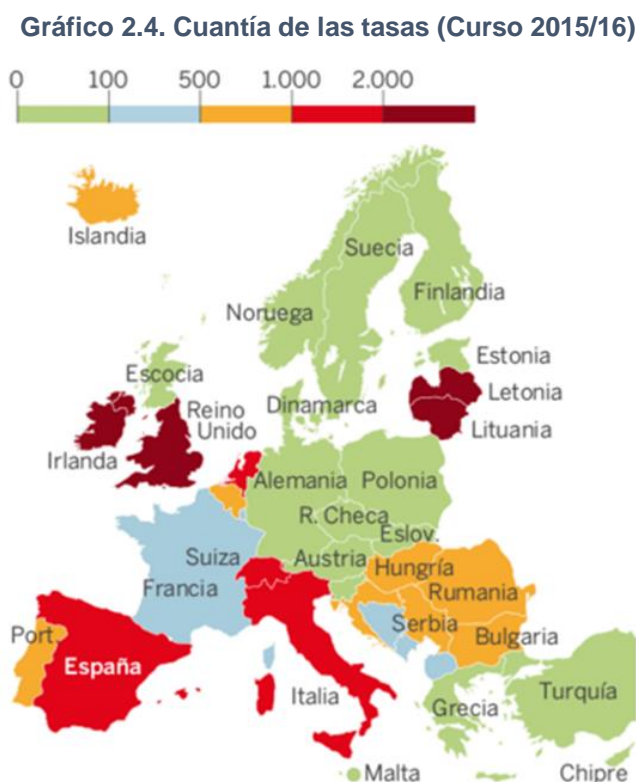 Gráfico 2.4. Cuantía de las tasas (Curso 2015/16)
0 100 500 1.000 2.000
Islandia
Suecia
Finlandia
Noruega
Estonia
Escocia
Letonia
Reino
Unido
Dinamarca
Lituania
Irlanda
Alemania
Polonia
R. Checa
Eslov.
Suiza
Austria
Hungría
Francia
Rumania
Serbia
Port.
Bulgaria
España
Italia
Turquía
Grecia
Malta
Chipre